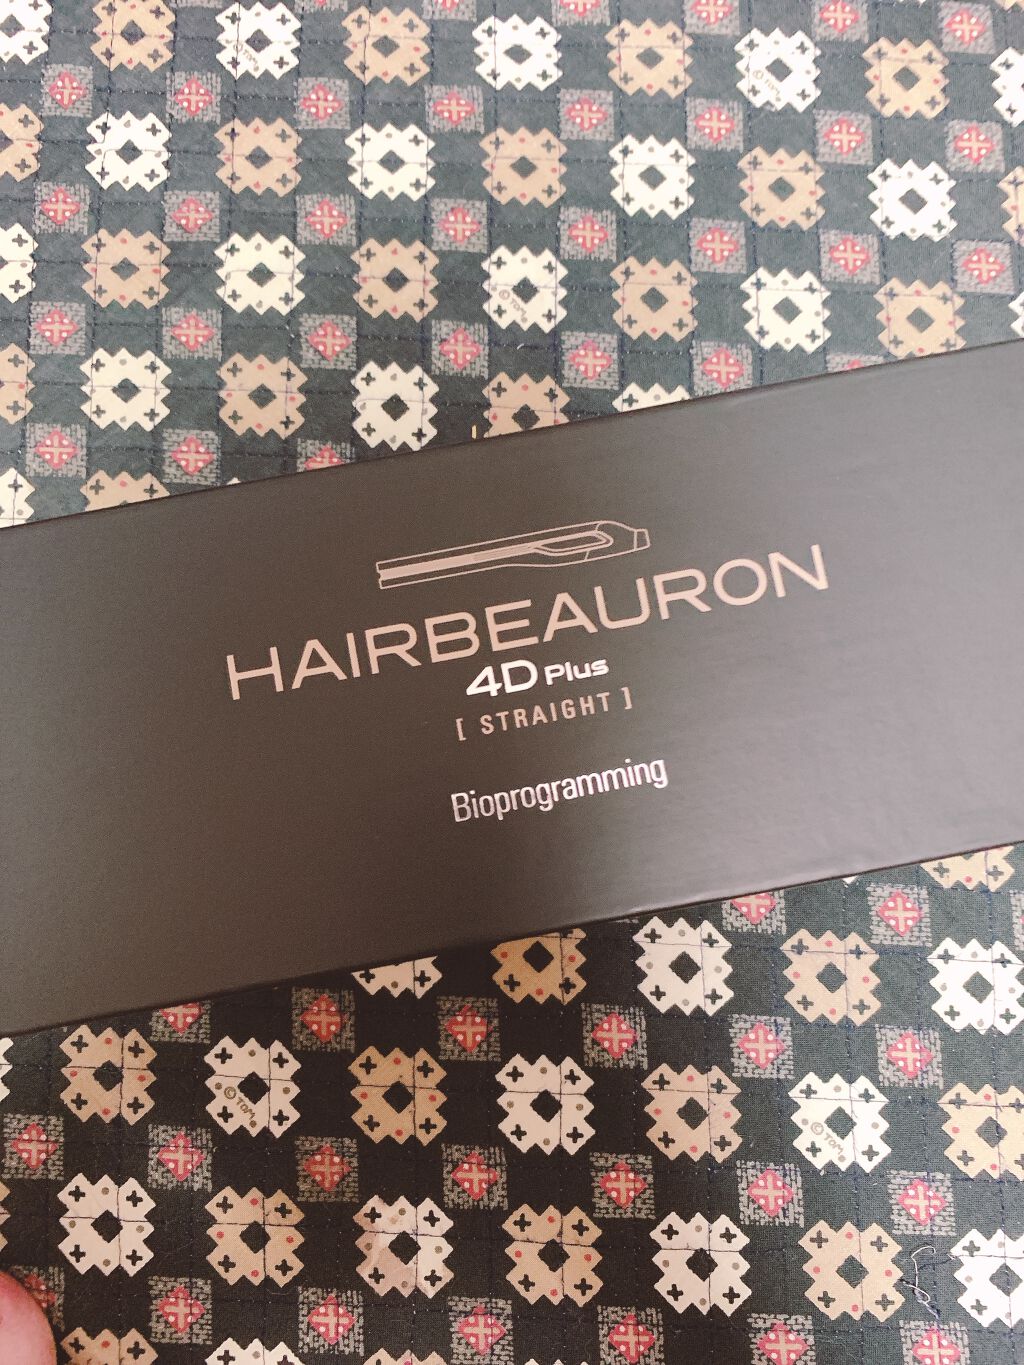 HAIRBEAURON
4D Plus
[ STRAIGHT ]
Bioprogramming